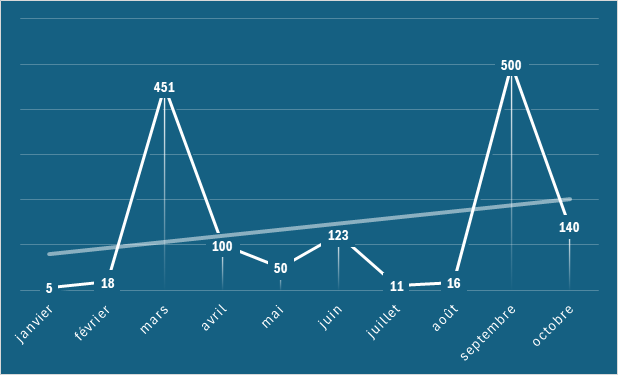 500
451
140
123
100
50
18
16
11
5
janvier
février
mars
avril
mai
juin
juillet
août
septembre
octobre